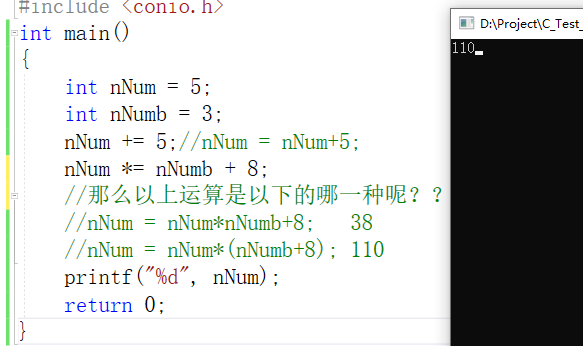 #include <conio.h>
int main()
{
int nNum = 5;
int nNumb = 3;
nNum += 5;//nNum = nNum+5;
nNum *= nNumb + 8;
//那么以上运算是以下的哪一种呢？？
//nNum = nNum*nNumb+8;   38
//nNum = nNum*(nNumb+8); 110
printf("%d", nNum);
return 0;
}
D:\Project\C_Test_
110